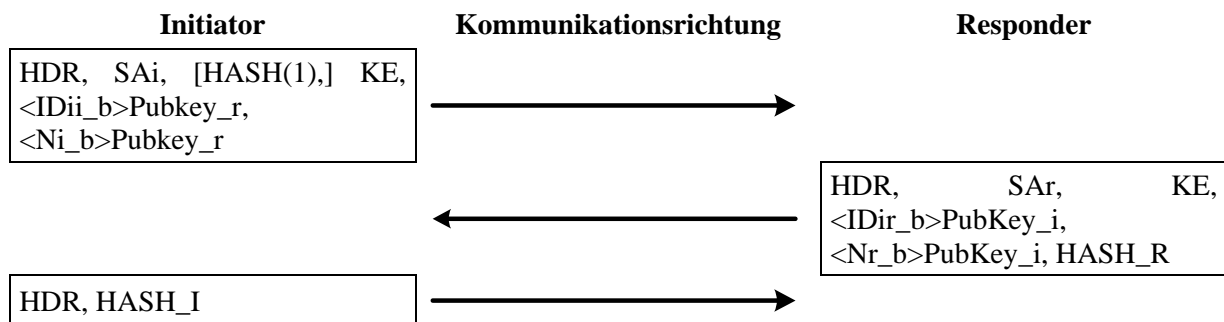 Initiator Kommunikationsrichtung Responder
HDR, SAi, [HASH(1),] KE,
<IDii_b>Pubkey_r,
<Ni_b>Pubkey_r
HDR, SAr, KE,
<IDir_b>PubKey_i,
<Nr_b>PubKey_i, HASH_R
HDR, HASH_I